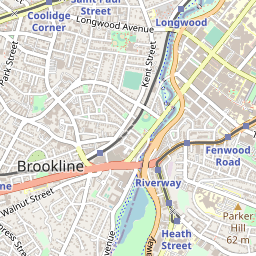 Saint Paul
Street
Longwood
Longwood Avenue
Coolidge
Corner
Kent Street
Park Street
Fenwood
Road
Brookline
Riverway
Walnut Street
Parker
Hill
62 m
Heath
Street